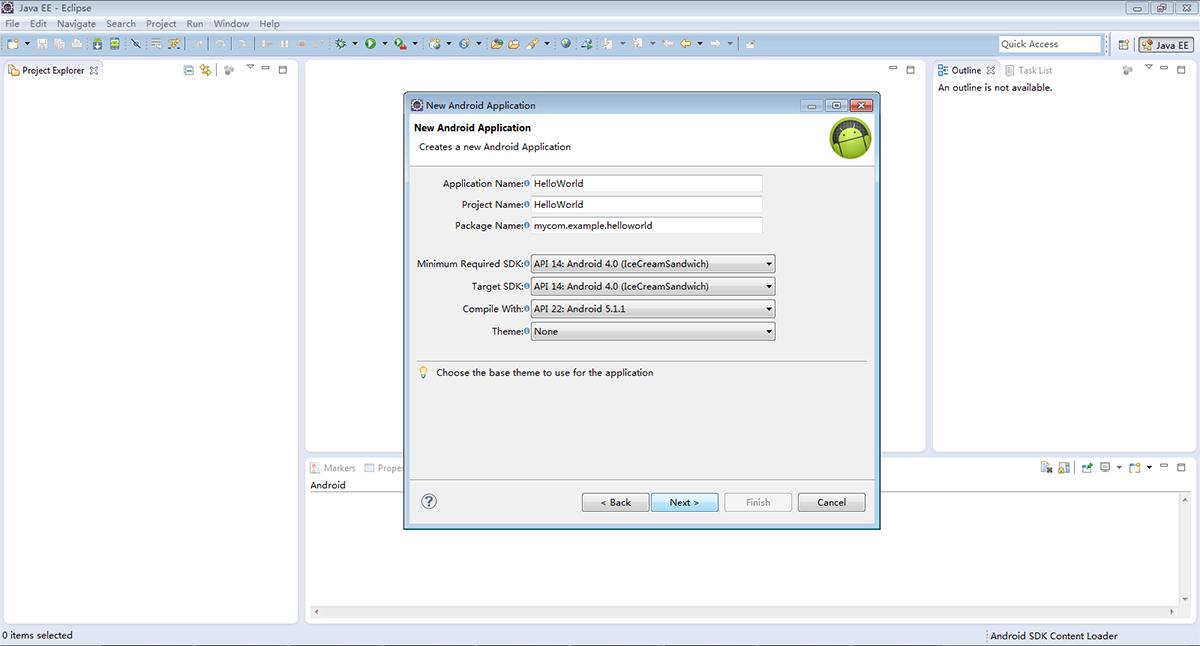 Java EE - Eclipse
File Edit Navigate Search Project Run Window Help
Quick Access
Java EE
Project Explorer
Outline Task List
An outline is not available.
New Android Application
New Android Application
Creates a new Android Application
Application Name: HelloWorld
Project Name: HelloWorld
Package Name: mycom.example.helloworld
Minimum Required SDK: API 14: Android 4.0 (IceCreamSandwich)
Target SDK: API 14: Android 4.0 (IceCreamSandwich)
Compile With: API 22: Android 5.1.1
Theme: None
Choose the base theme to use for the application
Markers Proper
Android
? < Back Next > Finish Cancel
0 items selected
Android SDK Content Loader